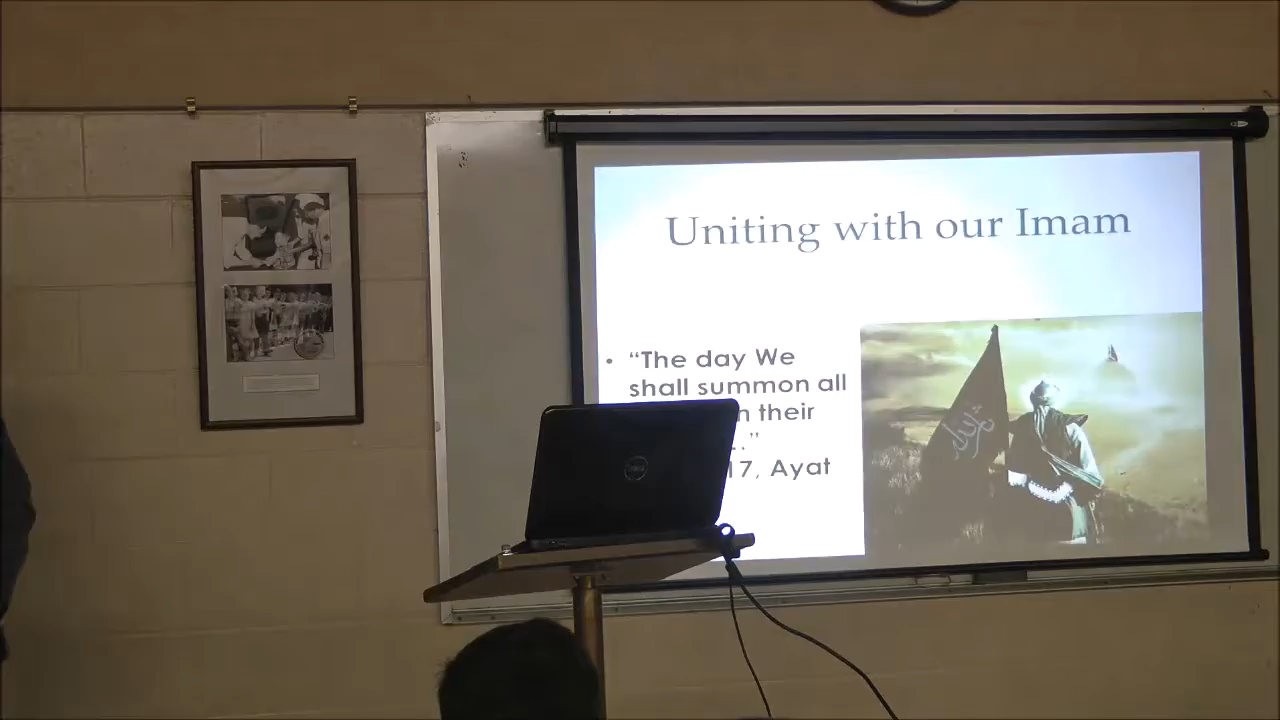 Uniting with our Imam
• “The day We
shall summon all
their
..”
17, Ayat
DELL